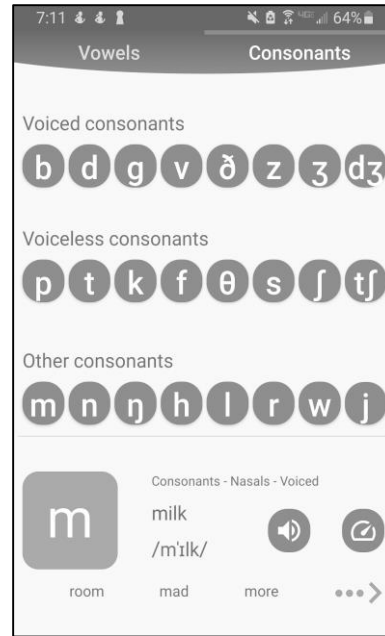 7:11 64%
Vowels Consonants
Voiced consonants
b d g v ð z ʒ dʒ
Voiceless consonants
p t k f θ s ʃ tʃ
Other consonants
m n ŋ h l r w j
Consonants - Nasals - Voiced
m
milk
/m'ɪlk/
room mad more